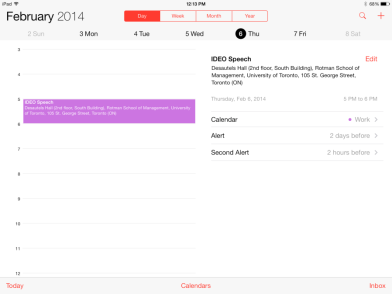 iPad
12:13 PM
88%
February 2014
Day Week Month Year
2 Sun 3 Mon 4 Tue 5 Wed 6 Thu 7 Fri 8 Sat
3
4
5
6
7
8
9
10
11
12
IDEO Speech
Desautels Hall (2nd floor, South Building), Rotman School of Management, University
of Toronto, 105 St. George Street, Toronto (ON)
IDEO Speech Edit
Desautels Hall (2nd floor, South Building), Rotman School of
Management, University of Toronto, 105 St. George Street,
Toronto (ON)
Thursday, Feb 6, 2014 5 PM to 6 PM
Calendar Work
Alert 2 days before
Second Alert 2 hours before
Today Calendars Inbox